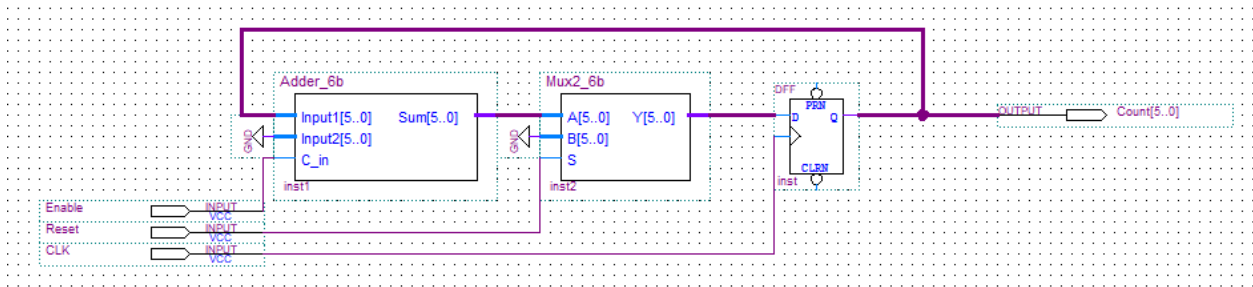 Adder_6b
Input1[5..0] Sum[5..0]
Input2[5..0]
C_in
inst1
GND
Mux2_6b
A[5..0] Y[5..0]
B[5..0]
S
inst2
GND
DFF
PRN
D Q
CLRN
inst
OUTPUT Count[5..0]
Enable INPUT
VCC
Reset INPUT
VCC
CLK INPUT
VCC